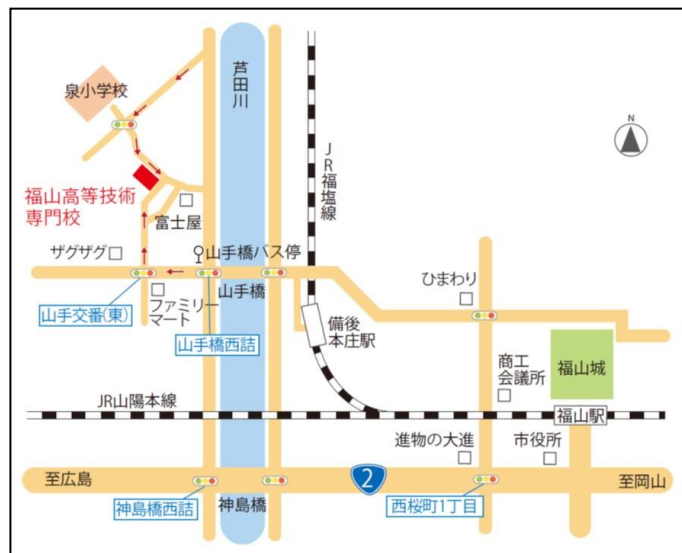 泉小学校
芦田川
JR福塩線
N
福山高等技術
専門校
富士屋
ザグザグ
山手橋バス停
山手橋
ひまわり
山手交番(東)
ファミリー
マート
山手橋西詰
備後
本庄駅
商工
会議所
福山城
JR山陽本線
福山駅
進物の大進
市役所
至広島
2
至岡山
神島橋西詰
神島橋
西桜町1丁目